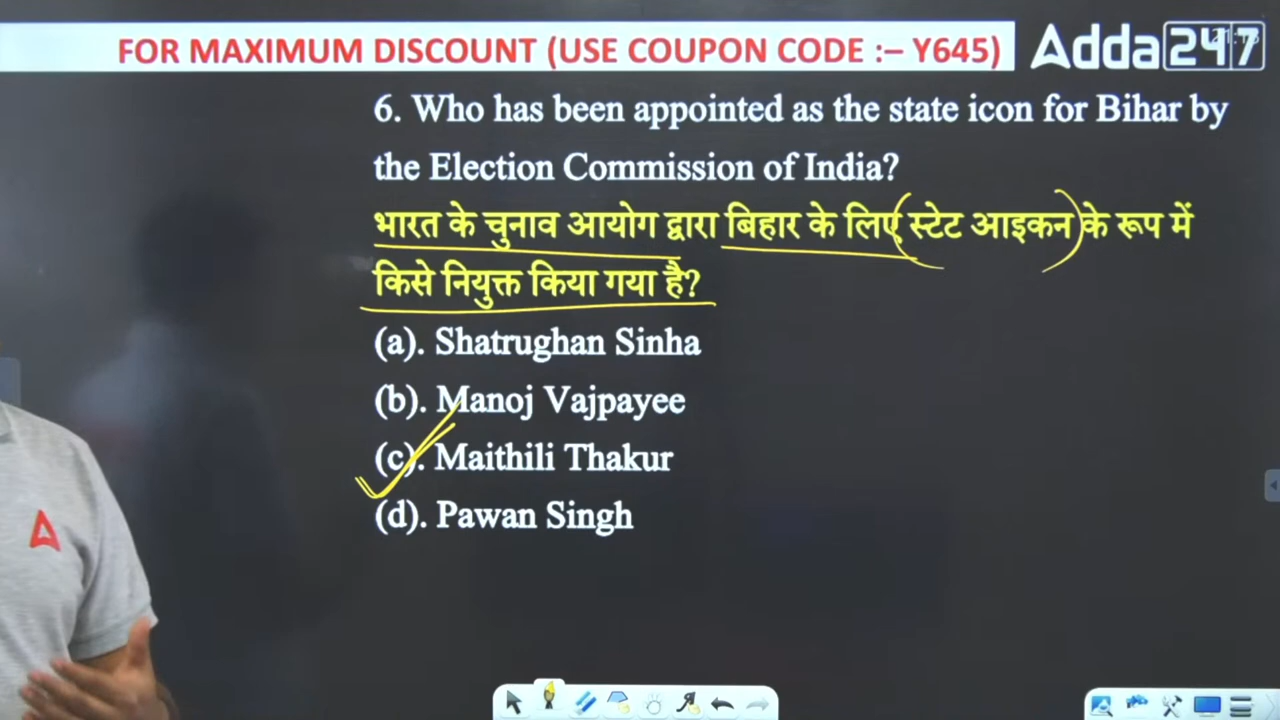 FOR MAXIMUM DISCOUNT (USE COUPON CODE :– Y645)
Adda247
6. Who has been appointed as the state icon for Bihar by
the Election Commission of India?
भारत के चुनाव आयोग द्वारा बिहार के लिए स्टेट आइकन के रूप में
किसे नियुक्त किया गया है?
(a). Shatrughan Sinha
(b). Manoj Vajpayee
(c). Maithili Thakur
(d). Pawan Singh